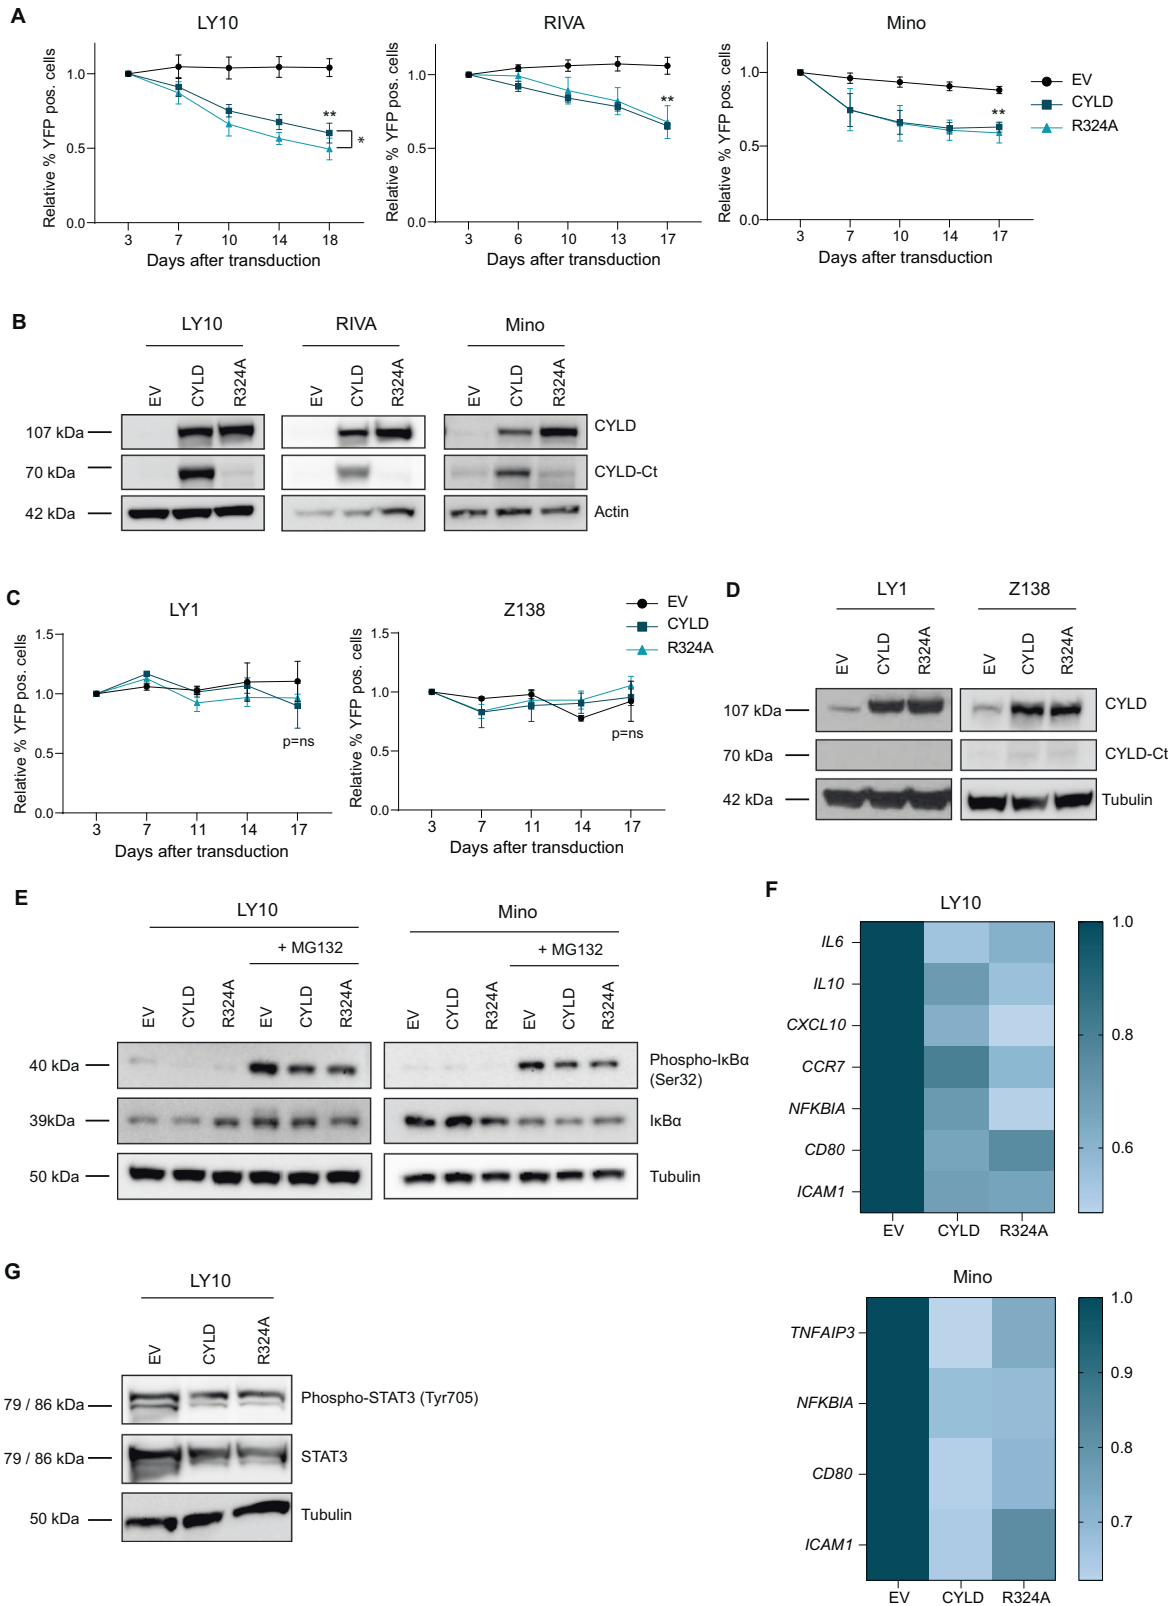 A
LY10
RIVA
Mino
Relative % YFP pos. cells
1.0
0.5
0.0
**
*
3 7 10 14 18
Days after transduction
Relative % YFP pos. cells
1.0
0.5
0.0
**
3 6 10 13 17
Days after transduction
Relative % YFP pos. cells
1.0
0.5
0.0
**
3 7 10 14 17
Days after transduction
EV
CYLD
R324A
B
LY10
RIVA
Mino
EV CYLD R324A
EV CYLD R324A
EV CYLD R324A
107 kDa
70 kDa
42 kDa
CYLD
CYLD-Ct
Actin
C
LY1
Z138
EV
CYLD
R324A
Relative % YFP pos. cells
1.5
1.0
0.5
0.0
p=ns
3 7 11 14 17
Days after transduction
Relative % YFP pos. cells
1.5
1.0
0.5
0.0
p=ns
3 7 11 14 17
Days after transduction
D
LY1
Z138
EV CYLD R324A
EV CYLD R324A
107 kDa
70 kDa
42 kDa
CYLD
CYLD-Ct
Tubulin
E
LY10
Mino
+ MG132
+ MG132
EV CYLD R324A EV CYLD R324A
EV CYLD R324A EV CYLD R324A
40 kDa
39kDa
50 kDa
Phospho-IκBα
(Ser32)
IκBα
Tubulin
F
LY10
IL6
IL10
CXCL10
CCR7
NFKBIA
CD80
ICAM1
EV CYLD R324A
1.0
0.8
0.6
Mino
TNFAIP3
NFKBIA
CD80
ICAM1
EV CYLD R324A
1.0
0.9
0.8
0.7
G
LY10
EV CYLD R324A
79 / 86 kDa
79 / 86 kDa
50 kDa
Phospho-STAT3 (Tyr705)
STAT3
Tubulin